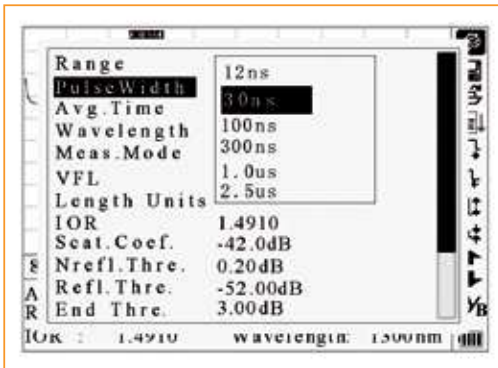 Range
PulseWidth
Avg.Time
Wavelength
Meas.Mode
VFL
Length Units
12ns
30ns
100ns
300ns
1.0us
2.5us
IOR 1.4910
Scat.Coef. -42.0dB
Nrefl.Thre. 0.20dB
Refl.Thre. -52.00dB
End Thre. 3.00dB
A
R
IOR : 1.4910 Wavelength: 1300nm